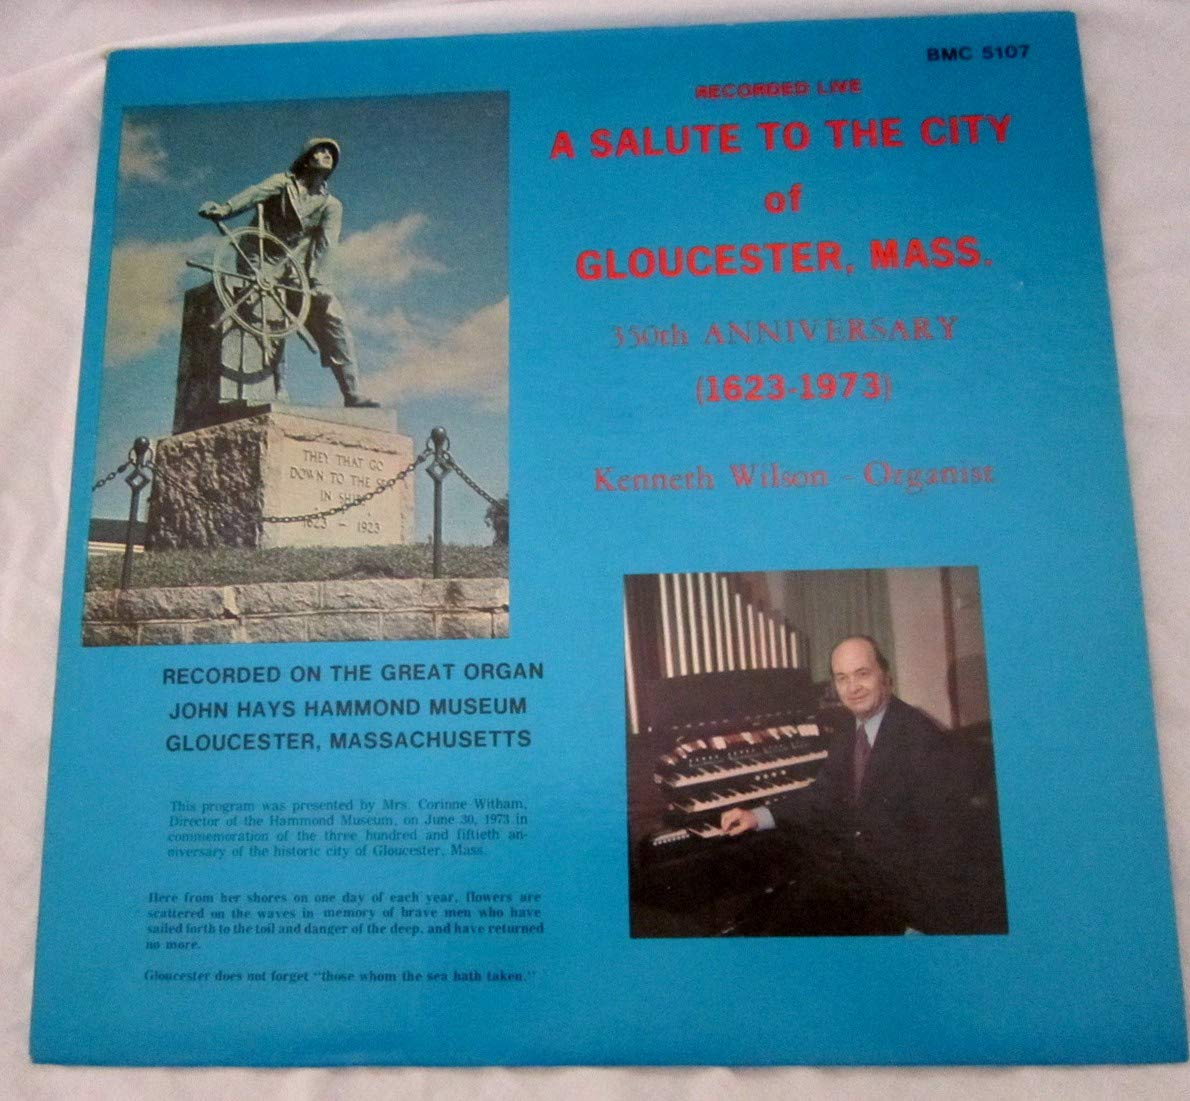 BMC 5107
RECORDED LIVE
A SALUTE TO THE CITY
of
GLOUCESTER, MASS.
350th ANNIVERSARY
(1623-1973)
Kenneth Wilson - Organist
THEY THAT GO
DOWN TO THE
IN
1623 - 1923
RECORDED ON THE GREAT ORGAN
JOHN HAYS HAMMOND MUSEUM
GLOUCESTER, MASSACHUSETTS
This program was presented by Mrs. Corinne Witham,
Director of the Hammond Museum, on June 30, 1973 in
commemoration of the three hundred and fiftieth an-
niversary of the historic city of Gloucester, Mass.
Here from her shores on one day of each year, flowers are
scattered on the waves in memory of brave men who have
sailed forth to the toil and danger of the deep, and have returned
no more.
Gloucester does not forget "those whom the sea hath taken."